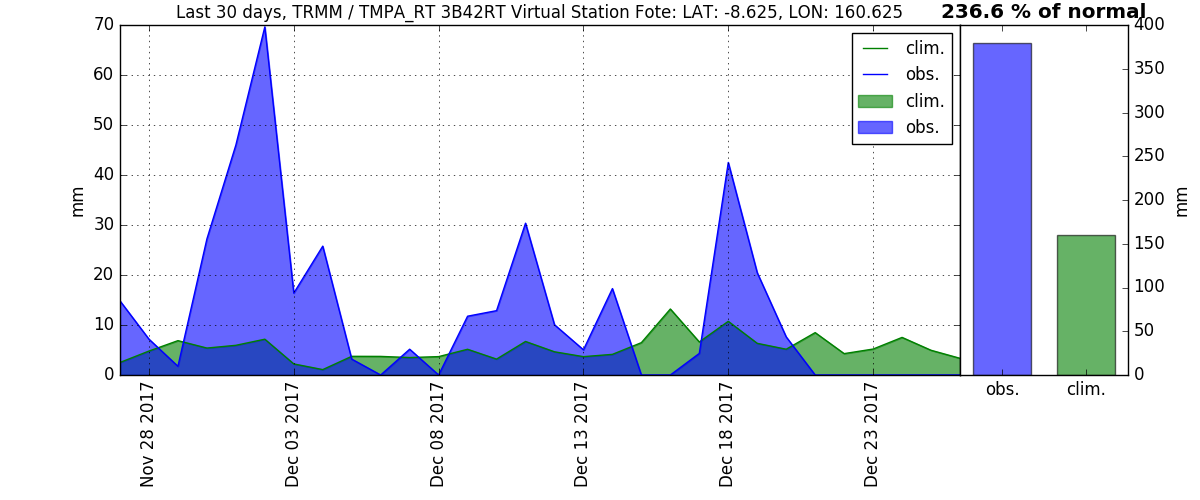 Last 30 days, TRMM / TMPA_RT 3B42RT Virtual Station Fote: LAT: -8.625, LON: 160.625
236.6 % of normal
70
60
50
40
30
20
10
0
mm
clim.
obs.
clim.
obs.
Nov 28 2017
Dec 03 2017
Dec 08 2017
Dec 13 2017
Dec 18 2017
Dec 23 2017
400
350
300
250
200
150
100
50
0
mm
obs.
clim.